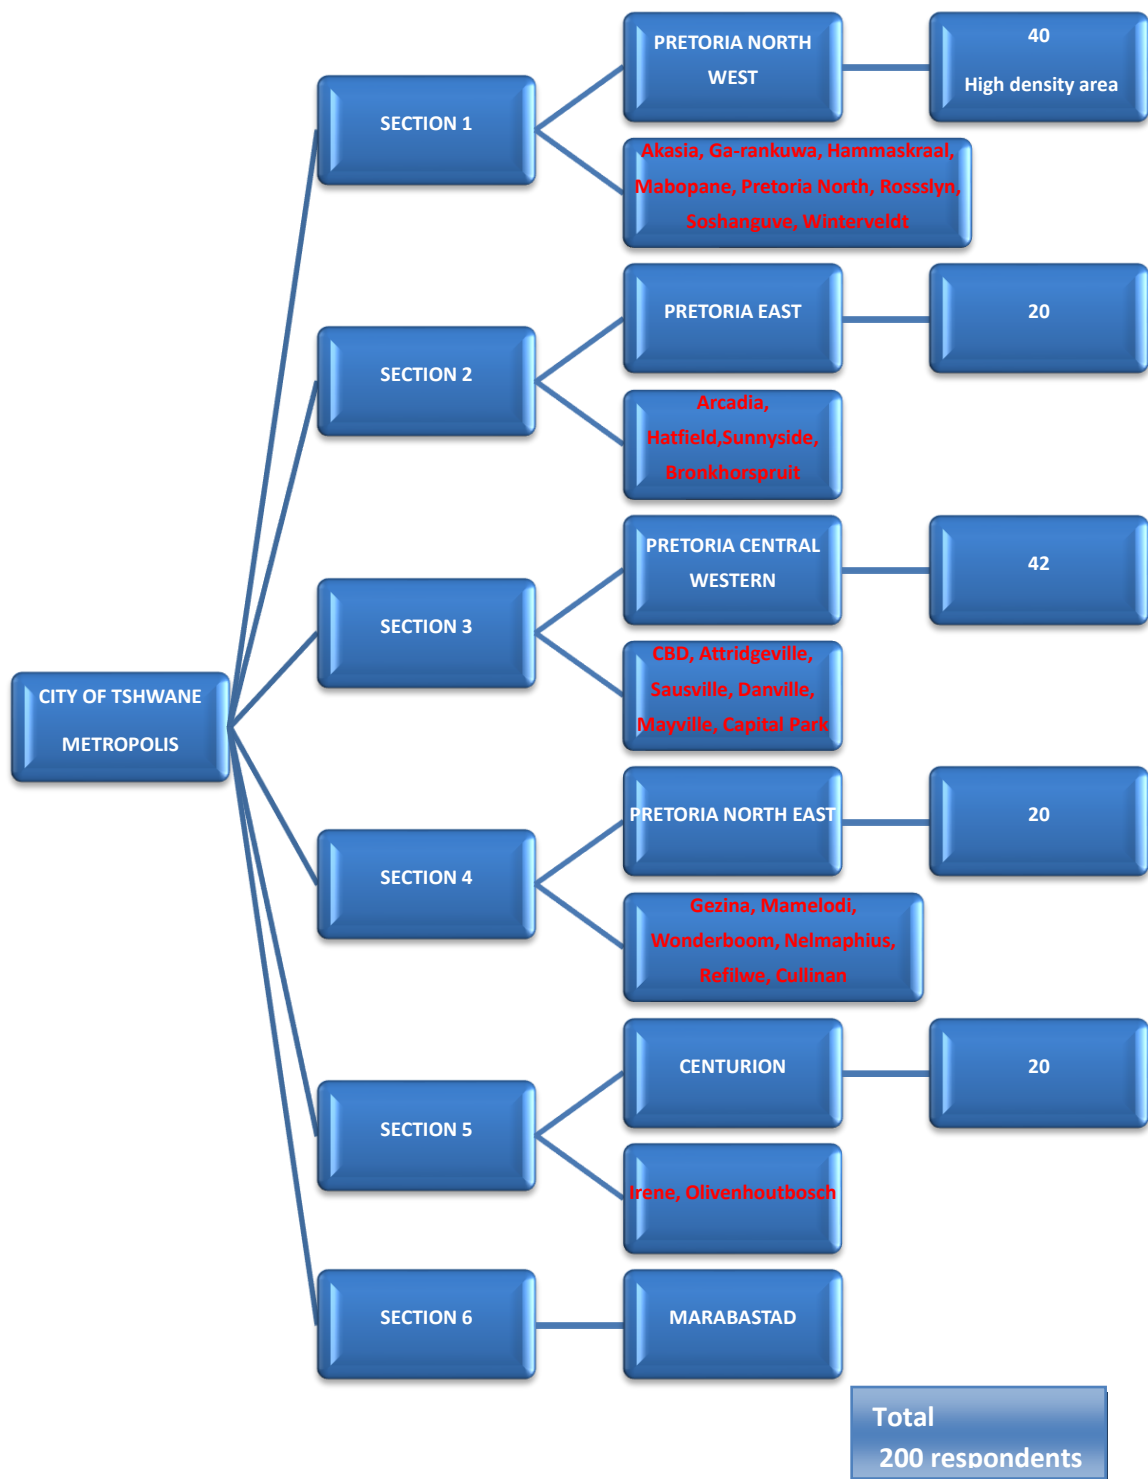 CITY OF TSHWANE
METROPOLIS
SECTION 1
PRETORIA NORTH
WEST
40
High density area
Akasia, Ga-rankuwa, Hammaskraal,
Mabopane, Pretoria North, Rossslyn,
Soshanguve, Winterveldt
SECTION 2
PRETORIA EAST
20
Arcadia,
Hatfield,Sunnyside,
Bronkhorspruit
SECTION 3
PRETORIA CENTRAL
WESTERN
42
CBD, Attridgeville,
Sausville, Danville,
Mayville, Capital Park
SECTION 4
PRETORIA NORTH EAST
20
Gezina, Mamelodi,
Wonderboom, Nelmaphius,
Refilwe, Cullinan
SECTION 5
CENTURION
20
Irene, Olivenhoutbosch
SECTION 6
MARABASTAD
Total
200 respondents